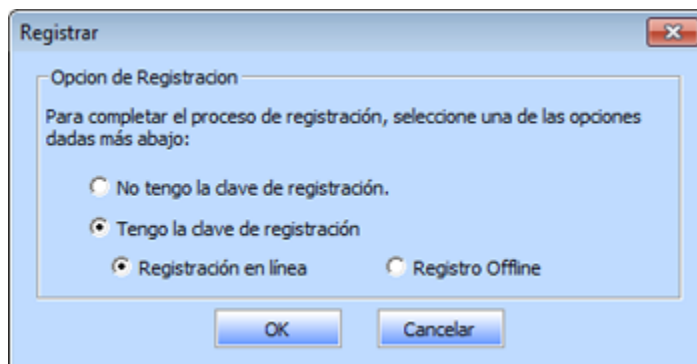 Registrar
Opcion de Registracion
Para completar el proceso de registración, seleccione una de las opciones
dadas más abajo:
No tengo la clave de registración.
Tengo la clave de registración
Registración en línea Registro Offline
OK Cancelar